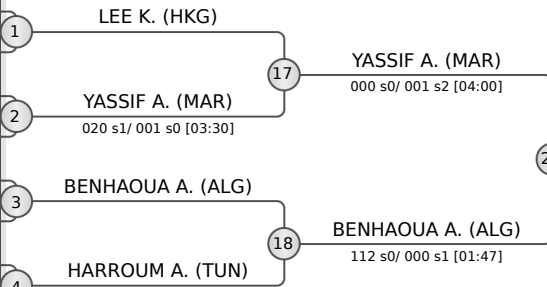 LEE K. (HKG)
1
17
YASSIF A. (MAR)
000 s0/ 001 s2 [04:00]
YASSIF A. (MAR)
2
020 s1/ 001 s0 [03:30]
BENHAOUA A. (ALG)
3
18
BENHAOUA A. (ALG)
112 s0/ 000 s1 [01:47]
HARROUM A. (TUN)
4